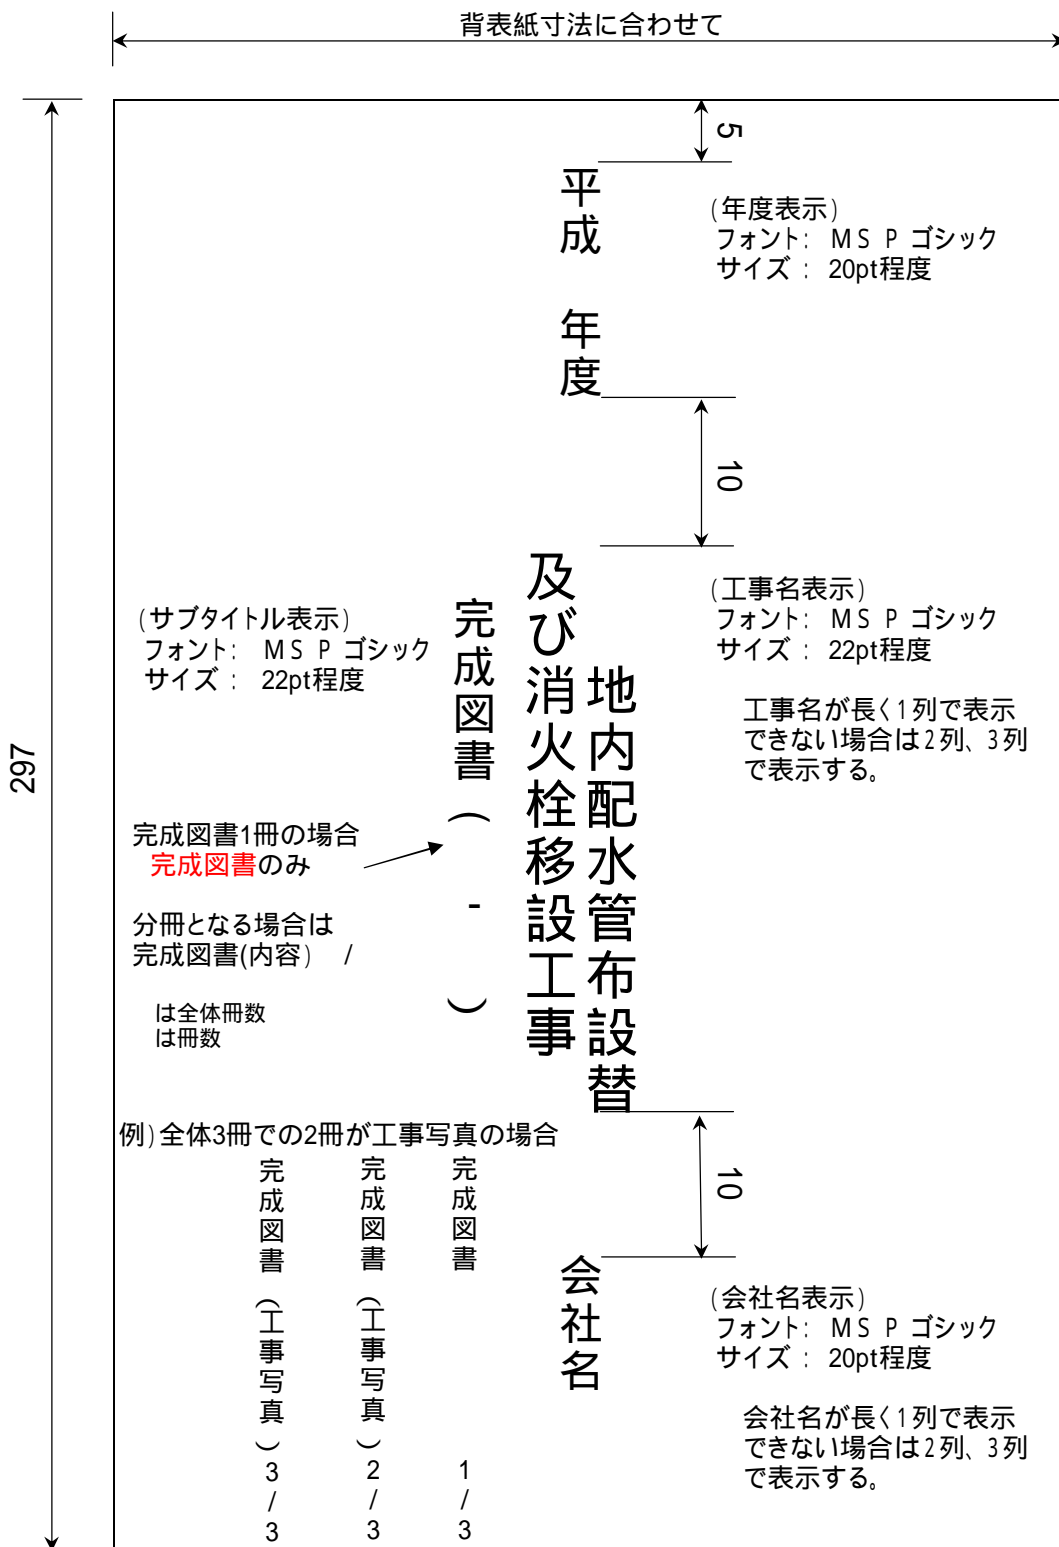 背表紙寸法に合わせて
5
平成　年度
(年度表示)
フォント： ＭＳ Ｐ ゴシック
サイズ ： 20pt程度
10
297
(サブタイトル表示)
フォント： ＭＳ Ｐ ゴシック
サイズ ： 22pt程度
地内配水管布設替
及び消火栓移設工事
完成図書（　-　）
(工事名表示)
フォント： ＭＳ Ｐ ゴシック
サイズ ： 22pt程度
工事名が長く1列で表示
できない場合は2列、3列
で表示する。
完成図書1冊の場合
完成図書のみ
分冊となる場合は
完成図書(内容)　/
は全体冊数
は冊数
例)全体3冊での2冊が工事写真の場合
完成図書　1/3
完成図書（工事写真）2/3
完成図書（工事写真）3/3
10
会社名
(会社名表示)
フォント： ＭＳ Ｐ ゴシック
サイズ ： 20pt程度
会社名が長く1列で表示
できない場合は2列、3列
で表示する。